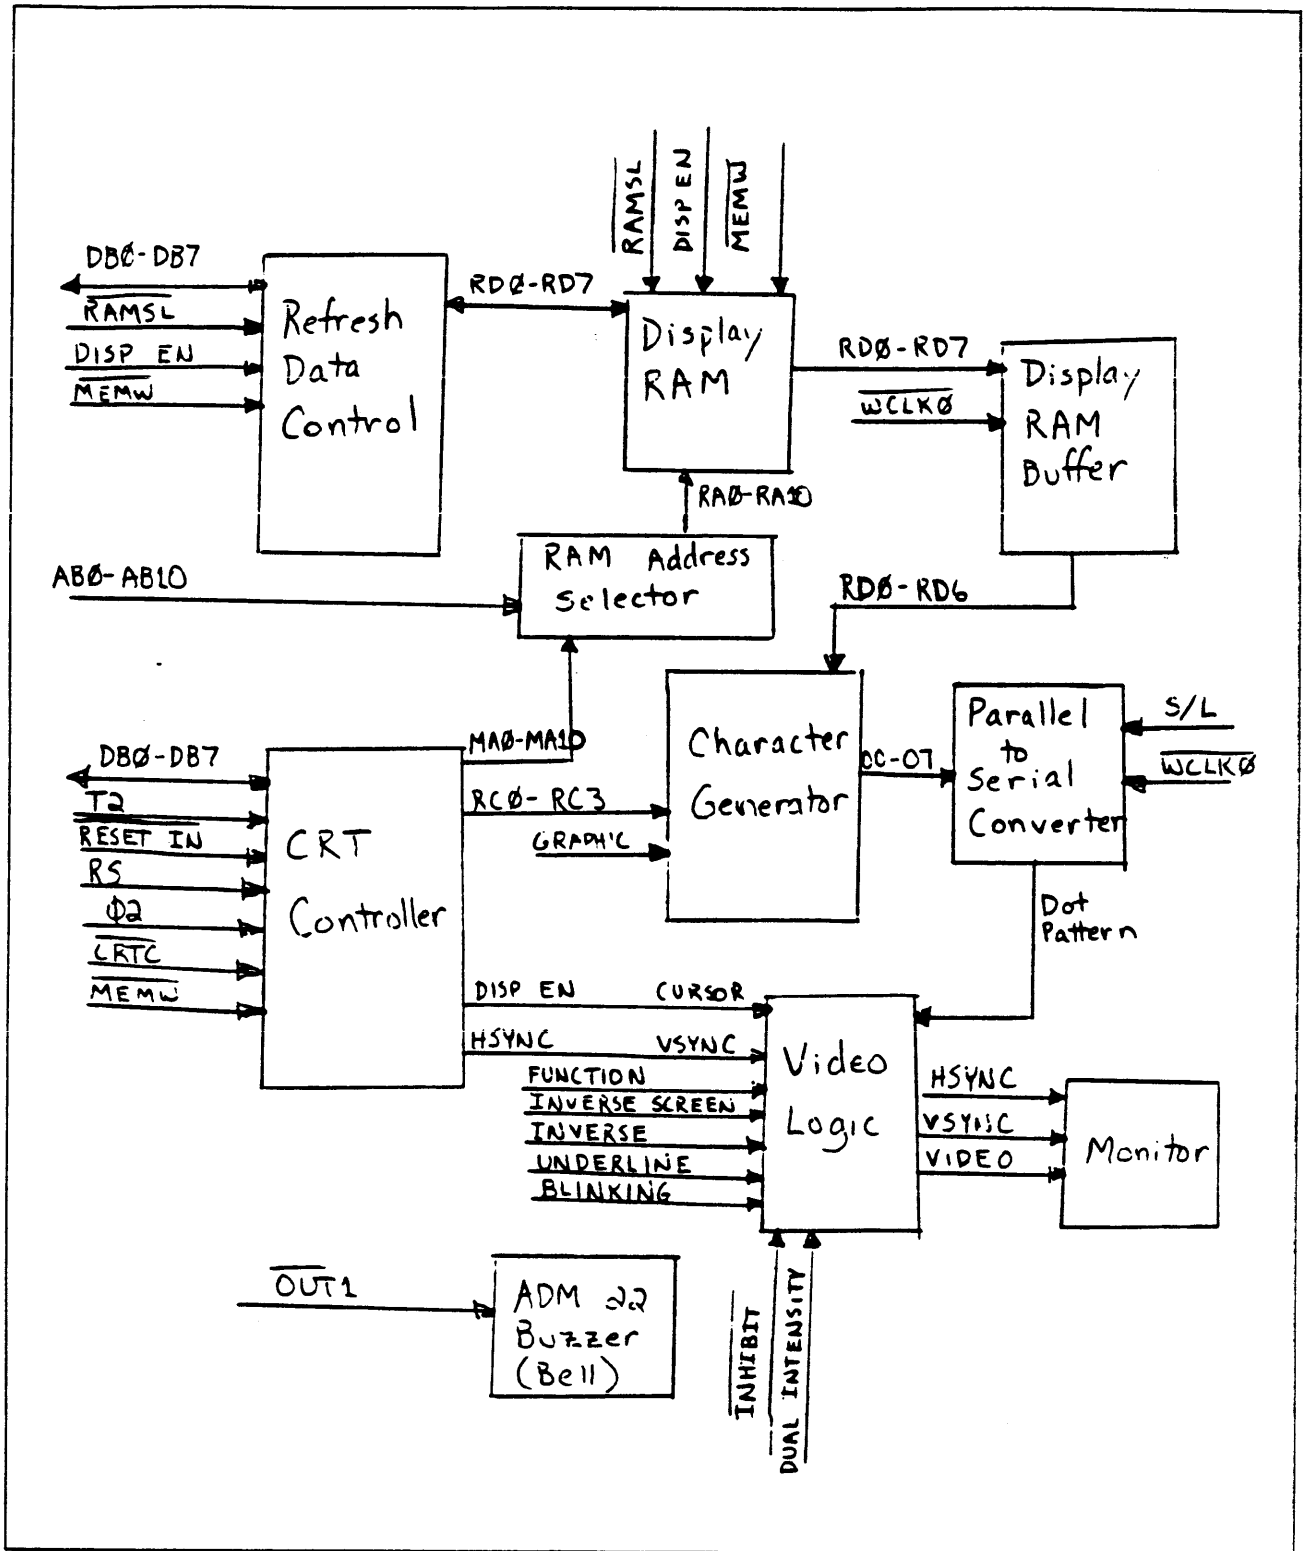 RAMSL
DISP EN
MEMW
DBØ-DB7
RAMSL
DISP EN
MEMW
Refresh
Data
Control
RDØ-RD7
Display
RAM
RDØ-RD7
WCLKØ
Display
RAM
Buffer
RAØ-RA10
RAM Address
Selector
ABØ-AB10
RDØ-RD6
MAØ-MA10
DBØ-DB7
T2
RESET IN
RS
Φ2
CRTC
MEMW
CRT
Controller
RCØ-RC3
GRAPHIC
Character
Generator
OO-O7
Parallel
to
Serial
Converter
S/L
WCLKØ
Dot
Pattern
DISP EN CURSOR
HSYNC VSYNC
FUNCTION
INVERSE SCREEN
INVERSE
UNDERLINE
BLINKING
Video
Logic
HSYNC
VSYNC
VIDEO
Monitor
OUT1
ADM 22
Buzzer
(Bell)
INHIBIT
DUAL INTENSITY